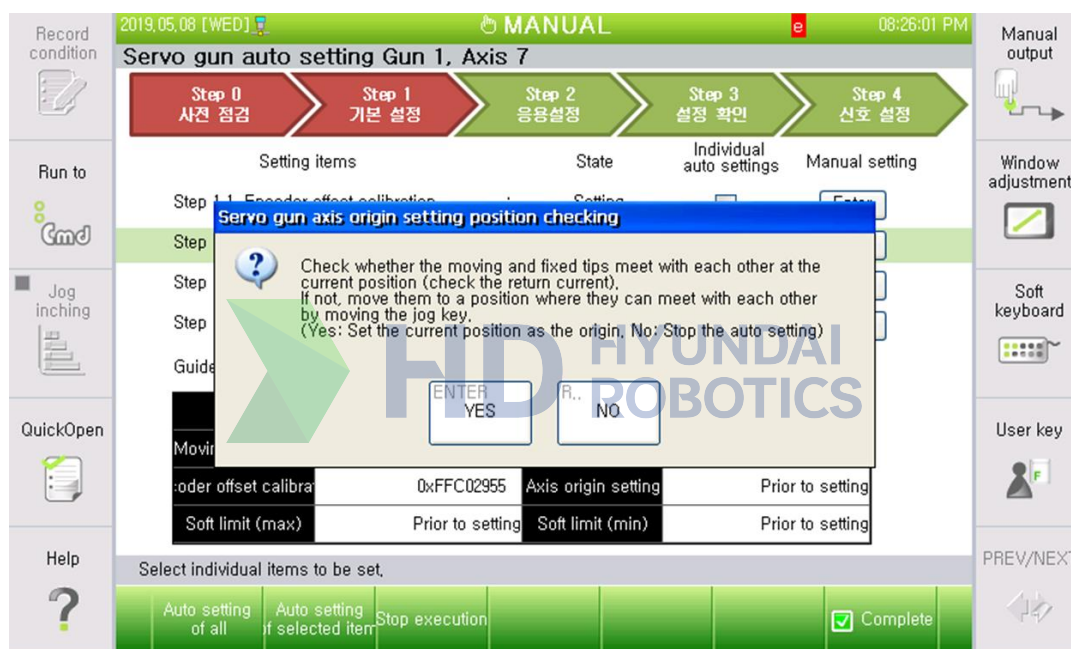 Record
condition
2019,05,08 [WED]
MANUAL
e
08:26:01 PM
Manual
output
Servo gun auto setting Gun 1, Axis 7
Step 0
사전 점검
Step 1
기본 설정
Step 2
응용설정
Step 3
설정 확인
Step 4
신호 설정
Run to
Cmd
Setting items
State
Individual
auto settings
Manual setting
Window
adjustment
Step 1.1 Encoder offset calibration : Setting Enter
Servo gun axis origin setting position checking
Step
Step
Step
Check whether the moving and fixed tips meet with each other at the
current position (check the return current),
If not, move them to a position where they can meet with each other
by moving the jog key,
(Yes: Set the current position as the origin, No: Stop the auto setting)
Jog
inching
Soft
keyboard
Guide
HD HYUNDAI
ROBOTICS
ENTER
YES
R..
NO
QuickOpen
User key
F
Movin
:oder offset calibra
0xFFC02955
Axis origin setting
Prior to setting
Soft limit (max)
Prior to setting
Soft limit (min)
Prior to setting
Help
?
Select individual items to be set,
PREV/NEXT
Auto setting
of all
Auto setting
of selected item
Stop execution
Complete